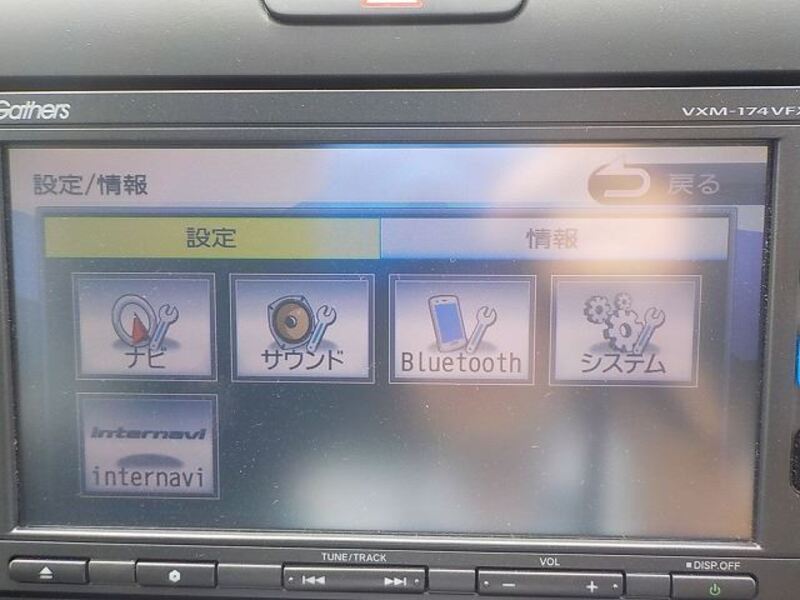 Gathers
VXM-174VFX
設定/情報
戻る
設定
情報
ナビ
サウンド
Bluetooth
システム
internavi
internavi
TUNE/TRACK
VOL
DISP.OFF